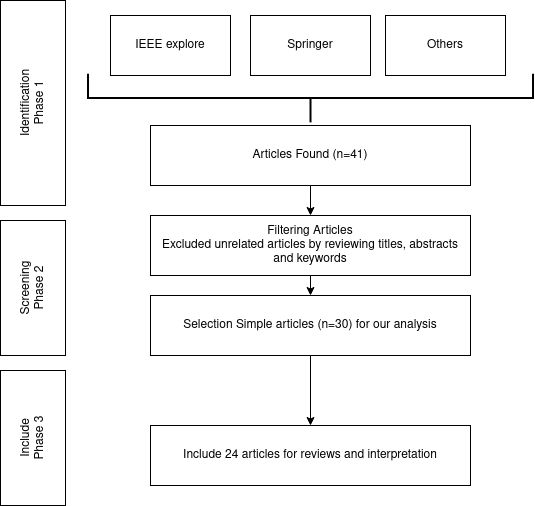 IEEE explore
Springer
Others
Identification
Phase 1
Articles Found (n=41)
Filtering Articles
Excluded unrelated articles by reviewing titles, abstracts
and keywords
Screening
Phase 2
Selection Simple articles (n=30) for our analysis
Include
Phase 3
Include 24 articles for reviews and interpretation